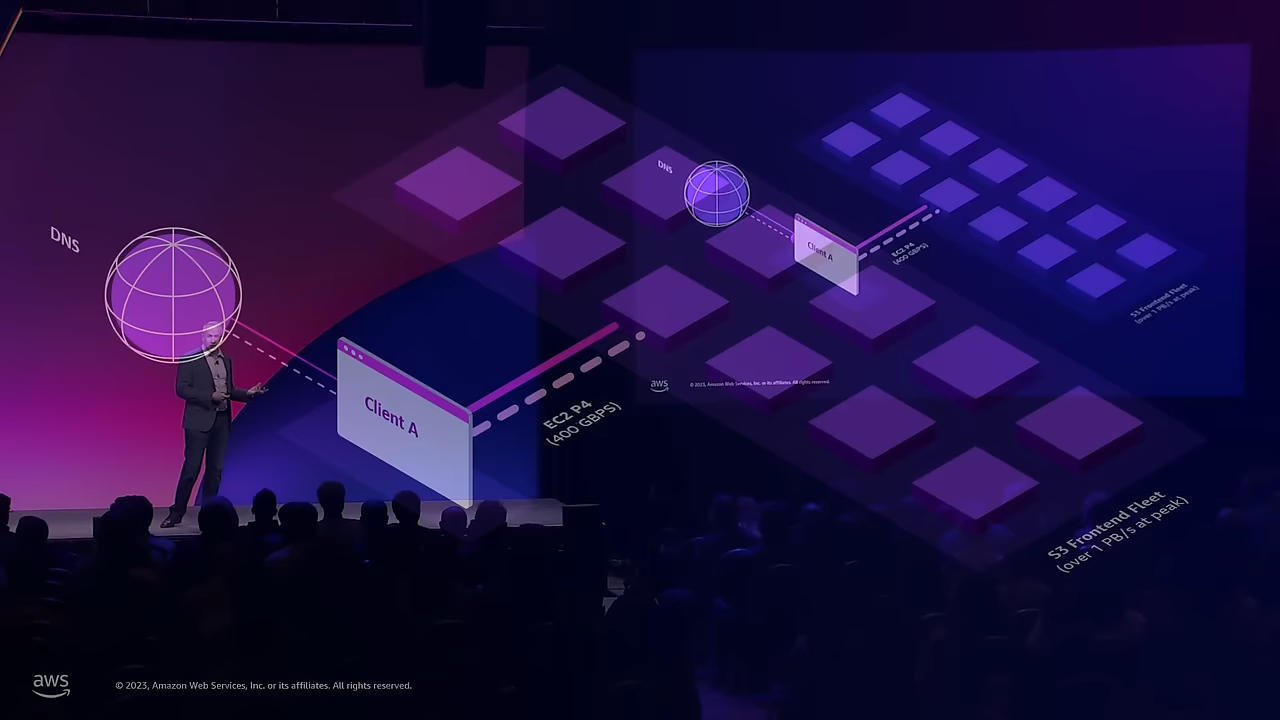 DNS
Client A
EC2 P4
(400 GBPS)
S3 Frontend Fleet
(over 1 PB/s at peak)
DNS
Client A
EC2 P4
(400 GBPS)
S3 Frontend Fleet
(over 1 PB/s at peak)
aws
© 2023, Amazon Web Services, Inc. or its affiliates. All rights reserved.
aws
© 2023, Amazon Web Services, Inc. or its affiliates. All rights reserved.